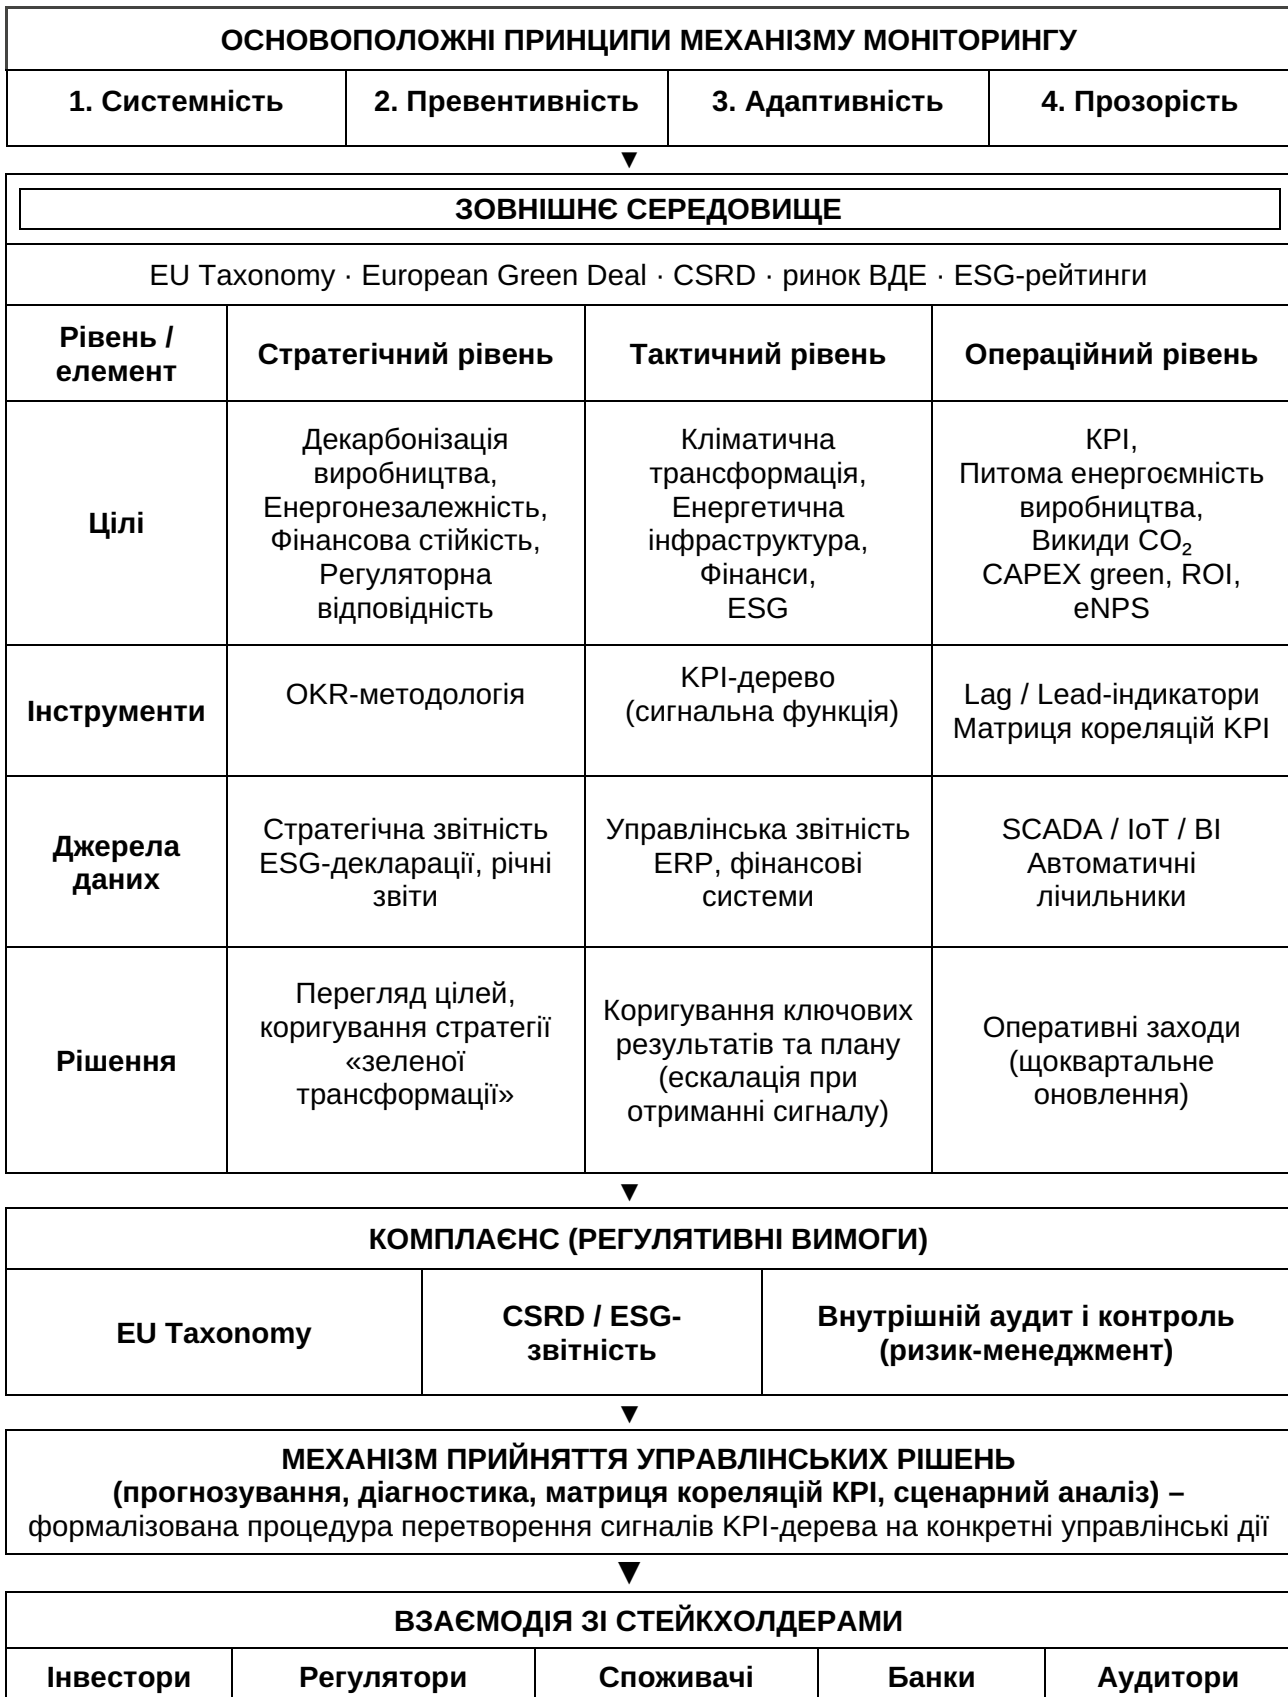 ОСНОВОПОЛОЖНІ ПРИНЦИПИ МЕХАНІЗМУ МОНІТОРИНГУ
1. Системність
2. Превентивність
3. Адаптивність
4. Прозорість
▼
ЗОВНІШНЄ СЕРЕДОВИЩЕ
EU Taxonomy · European Green Deal · CSRD · ринок ВДЕ · ESG-рейтинги
Рівень /
елемент
Стратегічний рівень
Тактичний рівень
Операційний рівень
Цілі
Декарбонізація
виробництва,
Енергонезалежність,
Фінансова стійкість,
Регуляторна
відповідність
Кліматична
трансформація,
Енергетична
інфраструктура,
Фінанси,
ESG
КРІ,
Питома енергоємність
виробництва,
Викиди CO₂
CAPEX green, ROI,
eNPS
Інструменти
OKR-методологія
KPI-дерево
(сигнальна функція)
Lag / Lead-індикатори
Матриця кореляцій KPI
Джерела
даних
Стратегічна звітність
ESG-декларації, річні
звіти
Управлінська звітність
ERP, фінансові
системи
SCADA / IoT / BI
Автоматичні
лічильники
Рішення
Перегляд цілей,
коригування стратегії
«зеленої
трансформації»
Коригування ключових
результатів та плану
(ескалація при
отриманні сигналу)
Оперативні заходи
(щоквартальне
оновлення)
▼
КОМПЛАЄНС (РЕГУЛЯТИВНІ ВИМОГИ)
EU Taxonomy
CSRD / ESG-
звітність
Внутрішній аудит і контроль
(ризик-менеджмент)
▼
МЕХАНІЗМ ПРИЙНЯТТЯ УПРАВЛІНСЬКИХ РІШЕНЬ
(прогнозування, діагностика, матриця кореляцій КРІ, сценарний аналіз) –
формалізована процедура перетворення сигналів KPI-дерева на конкретні управлінські дії
▼
ВЗАЄМОДІЯ ЗІ СТЕЙКХОЛДЕРАМИ
Інвестори
Регулятори
Споживачі
Банки
Аудитори